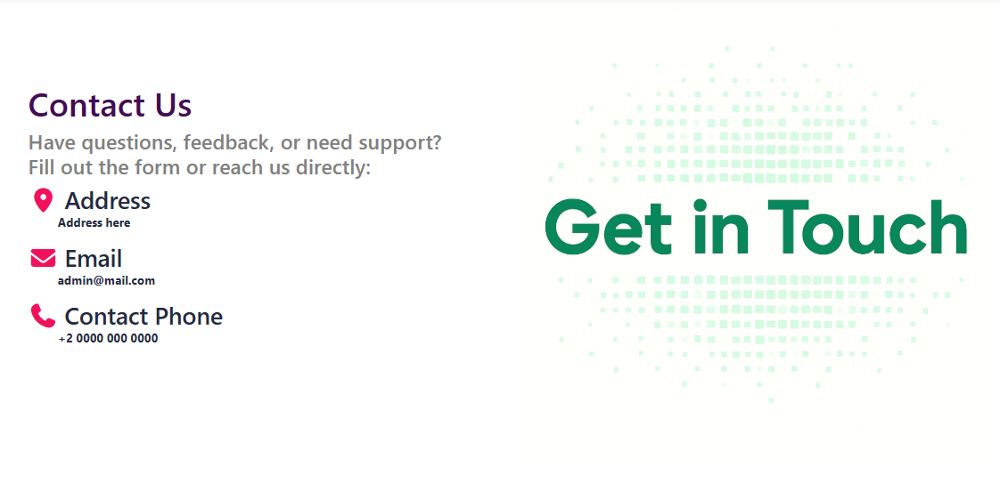 Contact Us
Have questions, feedback, or need support?
Fill out the form or reach us directly:
Address
Address here
Email
admin@mail.com
Contact Phone
+2 0000 000 0000
Get in Touch